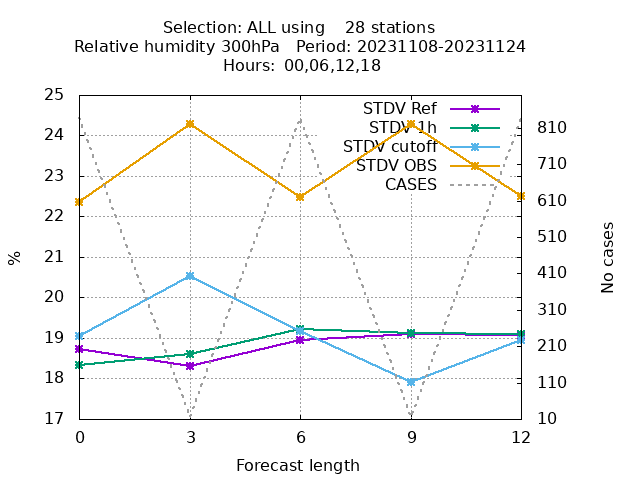 Selection: ALL using 28 stations
Relative humidity 300hPa Period: 20231108-20231124
Hours: 00,06,12,18
STDV Ref
STDV 1h
STDV cutoff
STDV OBS
CASES
%
25
24
23
22
21
20
19
18
17
810
710
610
510
410
310
210
110
10
No cases
0 3 6 9 12
Forecast length